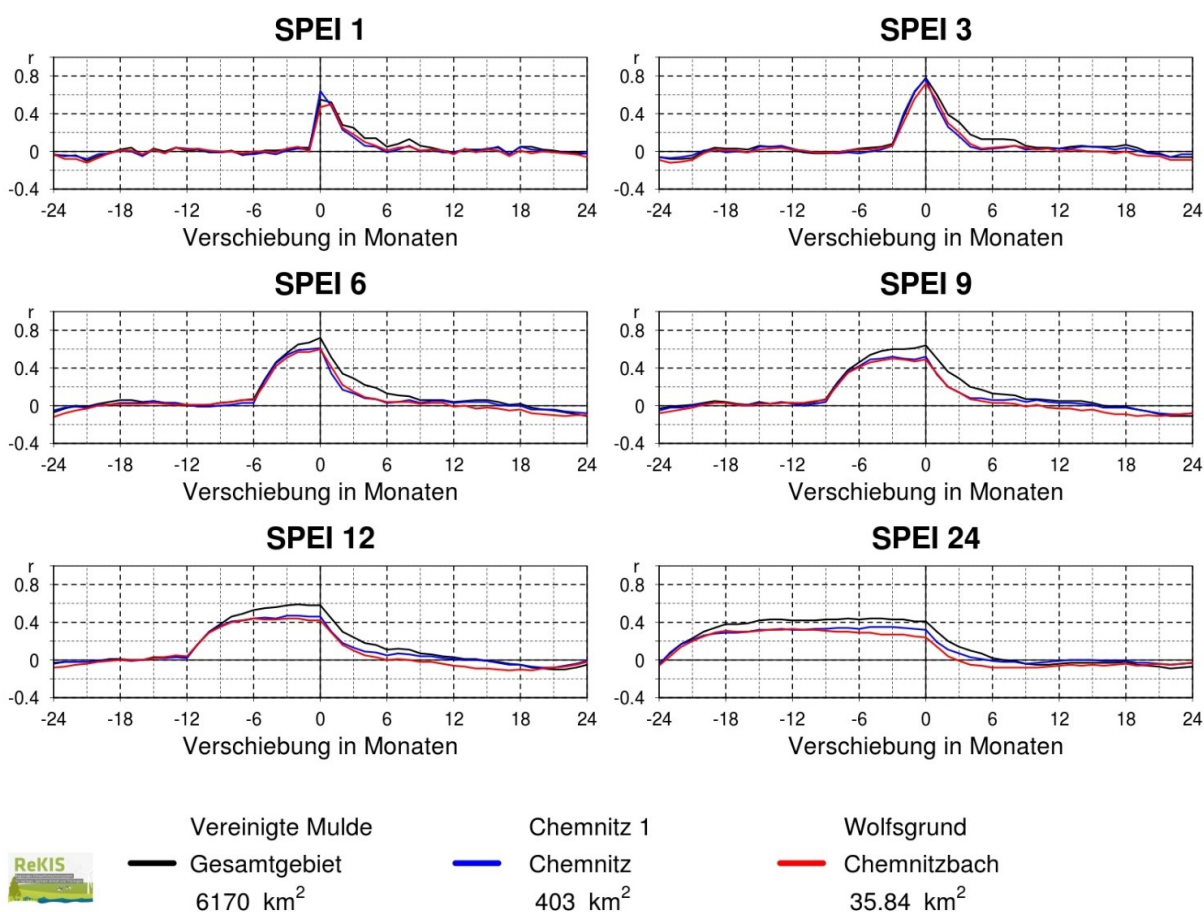 SPEI 1
SPEI 3
r
0.8
0.4
0
-0.4
-24 -18 -12 -6 0 6 12 18 24
Verschiebung in Monaten
r
0.8
0.4
0
-0.4
-24 -18 -12 -6 0 6 12 18 24
Verschiebung in Monaten
SPEI 6
SPEI 9
r
0.8
0.4
0
-0.4
-24 -18 -12 -6 0 6 12 18 24
Verschiebung in Monaten
r
0.8
0.4
0
-0.4
-24 -18 -12 -6 0 6 12 18 24
Verschiebung in Monaten
SPEI 12
SPEI 24
r
0.8
0.4
0
-0.4
-24 -18 -12 -6 0 6 12 18 24
Verschiebung in Monaten
r
0.8
0.4
0
-0.4
-24 -18 -12 -6 0 6 12 18 24
Verschiebung in Monaten
ReKIS
Vereinigte Mulde
Gesamtgebiet
6170 km²
Chemnitz 1
Chemnitz
403 km²
Wolfsgrund
Chemnitzbach
35.84 km²